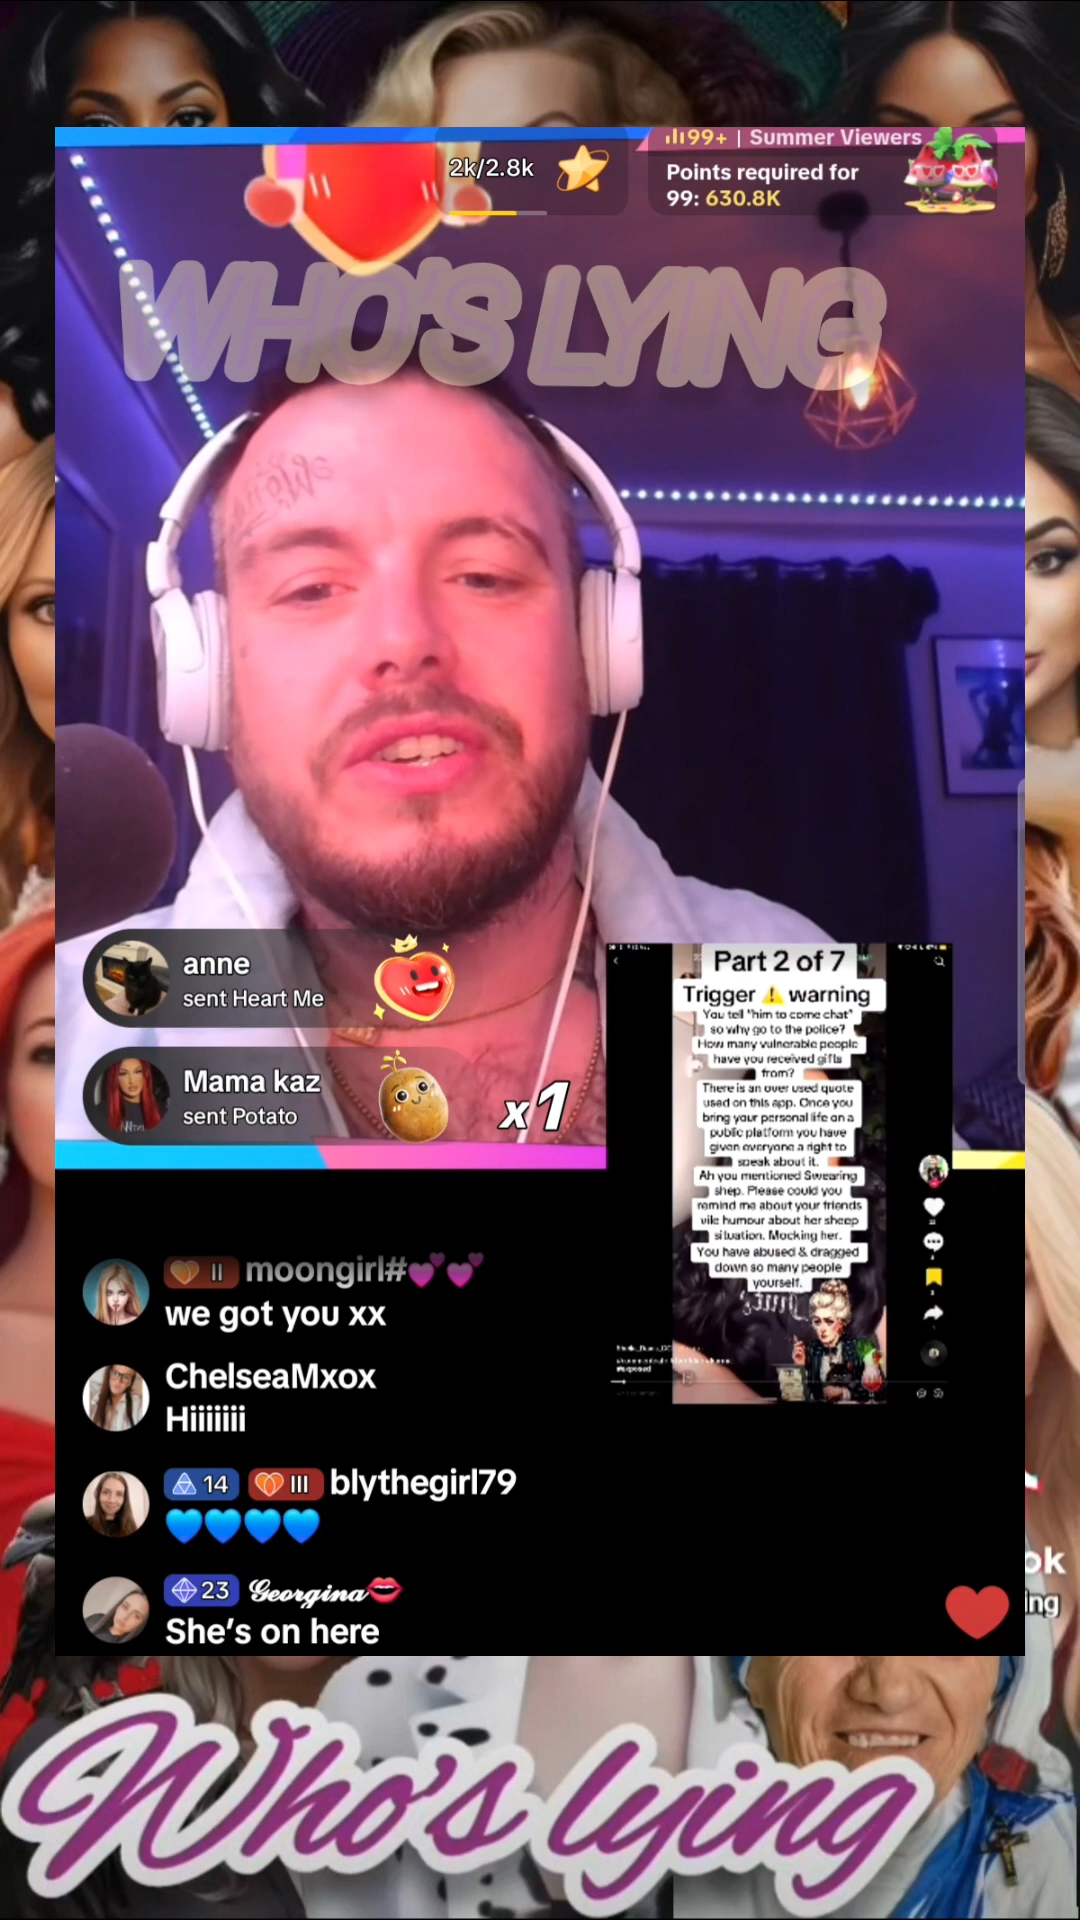 99+ | Summer Viewers
2k/2.8k
Points required for
99: 630.8K
WHO'S LYING
anne
sent Heart Me
Mama kaz
sent Potato
x1
Part 2 of 7
Trigger ⚠️ warning
You tell "him to come chat"
so why go to the police?
How many vulnerable people
have you received gifts
from?
There is an over used quote
used on this app. Once you
bring your personal life on a
public platform you have
given everyone a right to
speak about it.
Ah you mentioned Swearing
shep. Please could you
remind me about your friends
vile humour about her sheep
situation. Mocking her.
You have abused & dragged
down so many people
yourself.
II moongirl#💕💕
we got you xx
ChelseaMxox
Hiiiiiii
14 III blythegirl79
💙💙💙💙
23 Georgina👄
She's on here
ok
ing
Who's lying